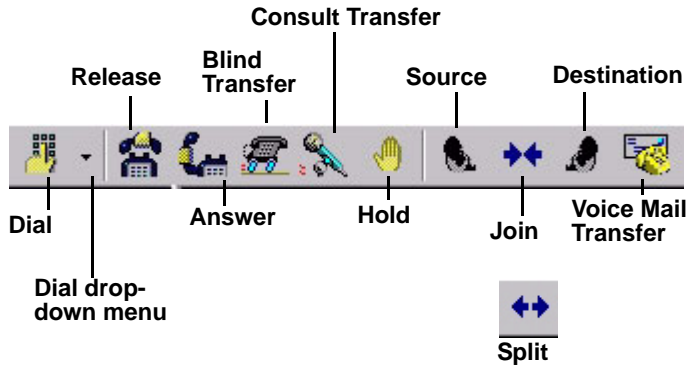 Consult Transfer
Blind
Transfer
Release
Source
Destination
Dial
Answer
Hold
Join
Voice Mail
Transfer
Dial drop-
down menu
Split